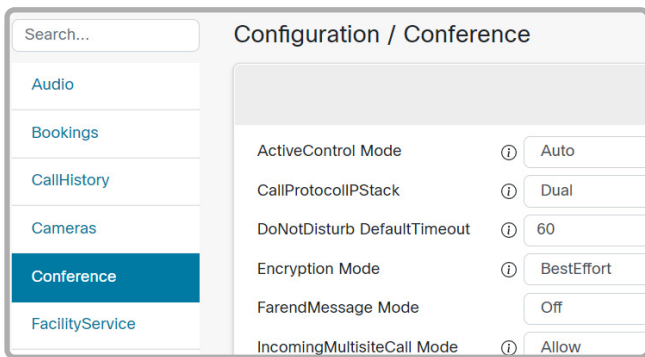 Search...
Configuration / Conference
Audio
Bookings
CallHistory
Cameras
Conference
FacilityService
ActiveControl Mode Auto
CallProtocolIPStack Dual
DoNotDisturb DefaultTimeout 60
Encryption Mode BestEffort
FarendMessage Mode Off
IncomingMultisiteCall Mode Allow